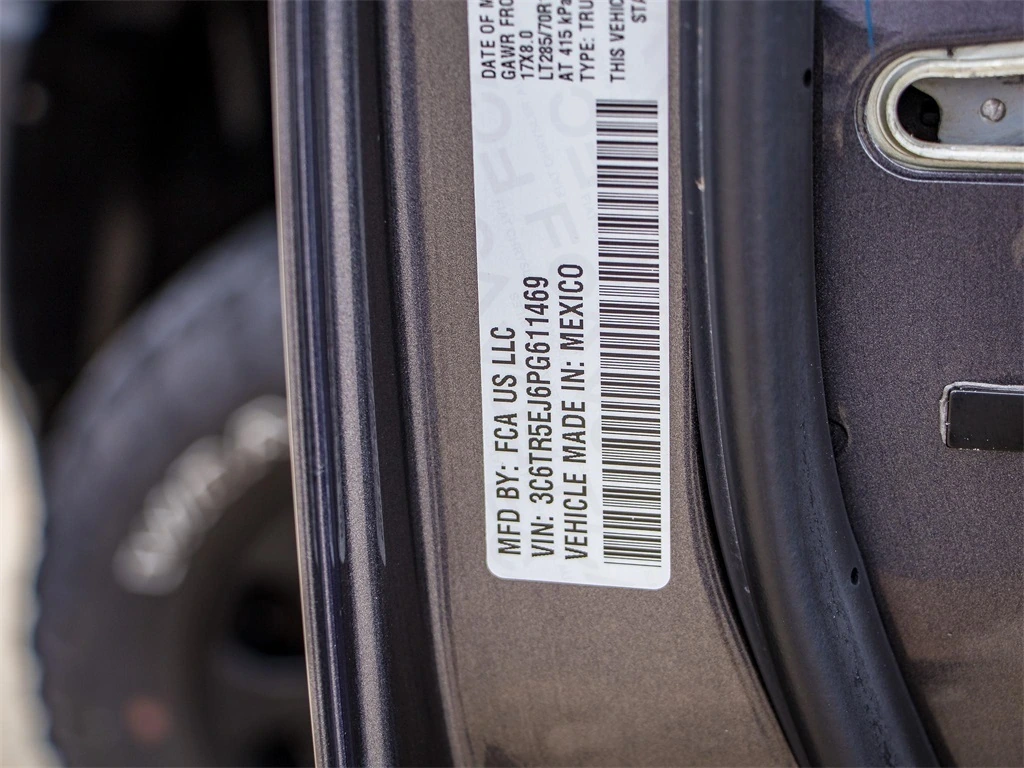 MFD BY: FCA US LLC
VIN: 3C6TR5EJ6PG611469
VEHICLE MADE IN: MEXICO
DATE OF M
GAWR FRO
17X8.0
LT285/70R1
AT 415 kPa
TYPE: TRU
THIS VEHIC
STA